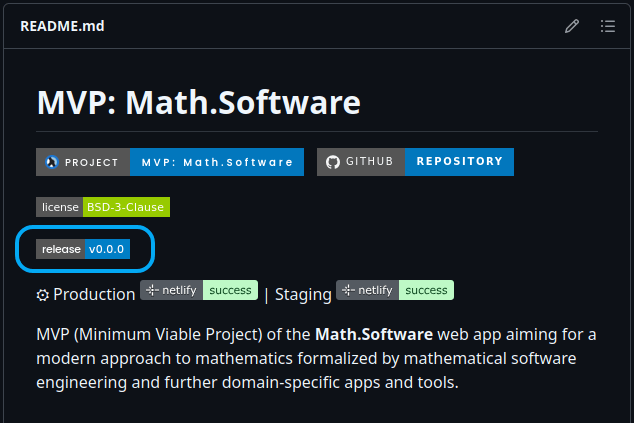 README.md
MVP: Math.Software
PROJECT MVP: Math.Software GITHUB REPOSITORY
license BSD-3-Clause
release v0.0.0
Production netlify success | Staging netlify success
MVP (Minimum Viable Project) of the Math.Software web app aiming for a
modern approach to mathematics formalized by mathematical software
engineering and further domain-specific apps and tools.